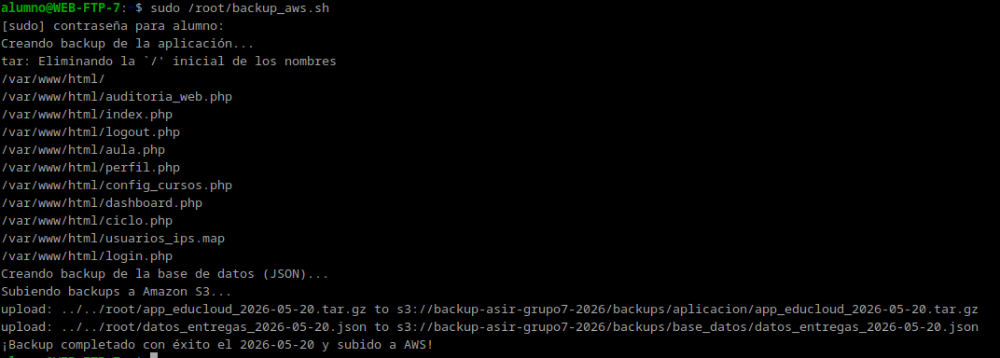 alumno@WEB-FTP-7:~$ sudo /root/backup_aws.sh
[sudo] contraseña para alumno:
Creando backup de la aplicación...
tar: Eliminando la `/' inicial de los nombres
/var/www/html/
/var/www/html/auditoria_web.php
/var/www/html/index.php
/var/www/html/logout.php
/var/www/html/aula.php
/var/www/html/perfil.php
/var/www/html/config_cursos.php
/var/www/html/dashboard.php
/var/www/html/ciclo.php
/var/www/html/usuarios_ips.map
/var/www/html/login.php
Creando backup de la base de datos (JSON)...
Subiendo backups a Amazon S3...
upload: ../../root/app_educloud_2026-05-20.tar.gz to s3://backup-asir-grupo7-2026/backups/aplicacion/app_educloud_2026-05-20.tar.gz
upload: ../../root/datos_entregas_2026-05-20.json to s3://backup-asir-grupo7-2026/backups/base_datos/datos_entregas_2026-05-20.json
¡Backup completado con éxito el 2026-05-20 y subido a AWS!